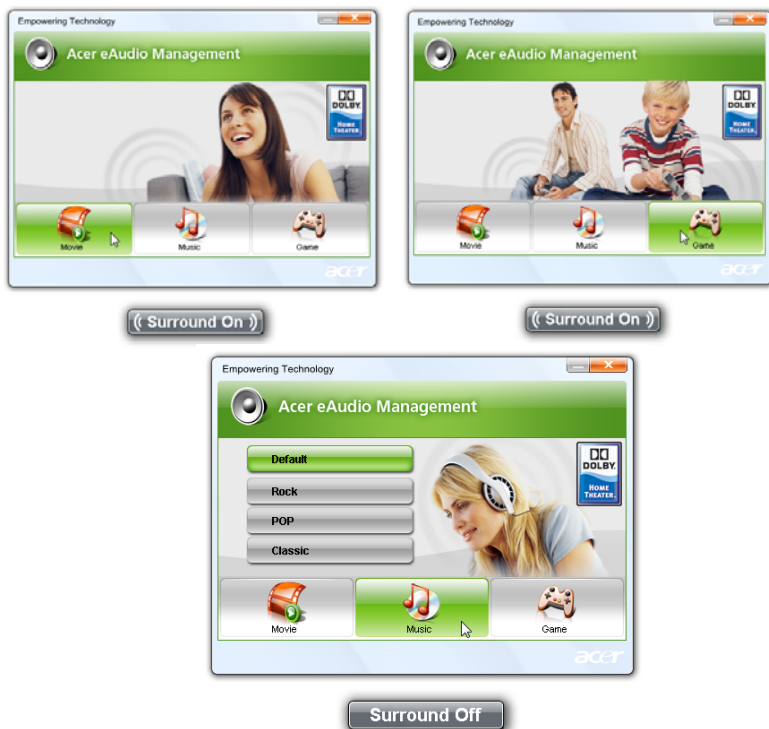 Empowering Technology
Acer eAudio Management
DOLBY
HOME
THEATER
Movie
Music
Game
acer
((Surround On))
Empowering Technology
Acer eAudio Management
DOLBY
HOME
THEATER
Movie
Music
Game
acer
((Surround On))
Empowering Technology
Acer eAudio Management
Default
Rock
POP
Classic
DOLBY
HOME
THEATER
Movie
Music
Game
acer
Surround Off